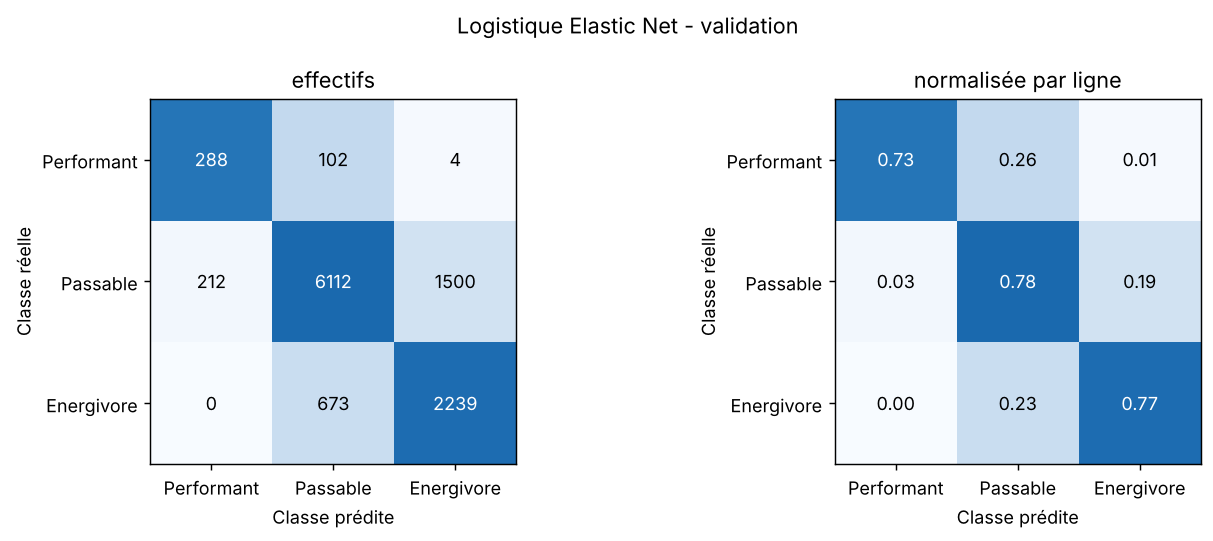 Logistique Elastic Net - validation
effectifs
Classe réelle
Performant 288 102 4
Passable 212 6112 1500
Energivore 0 673 2239
Performant Passable Energivore
Classe prédite
normalisée par ligne
Classe réelle
Performant 0.73 0.26 0.01
Passable 0.03 0.78 0.19
Energivore 0.00 0.23 0.77
Performant Passable Energivore
Classe prédite